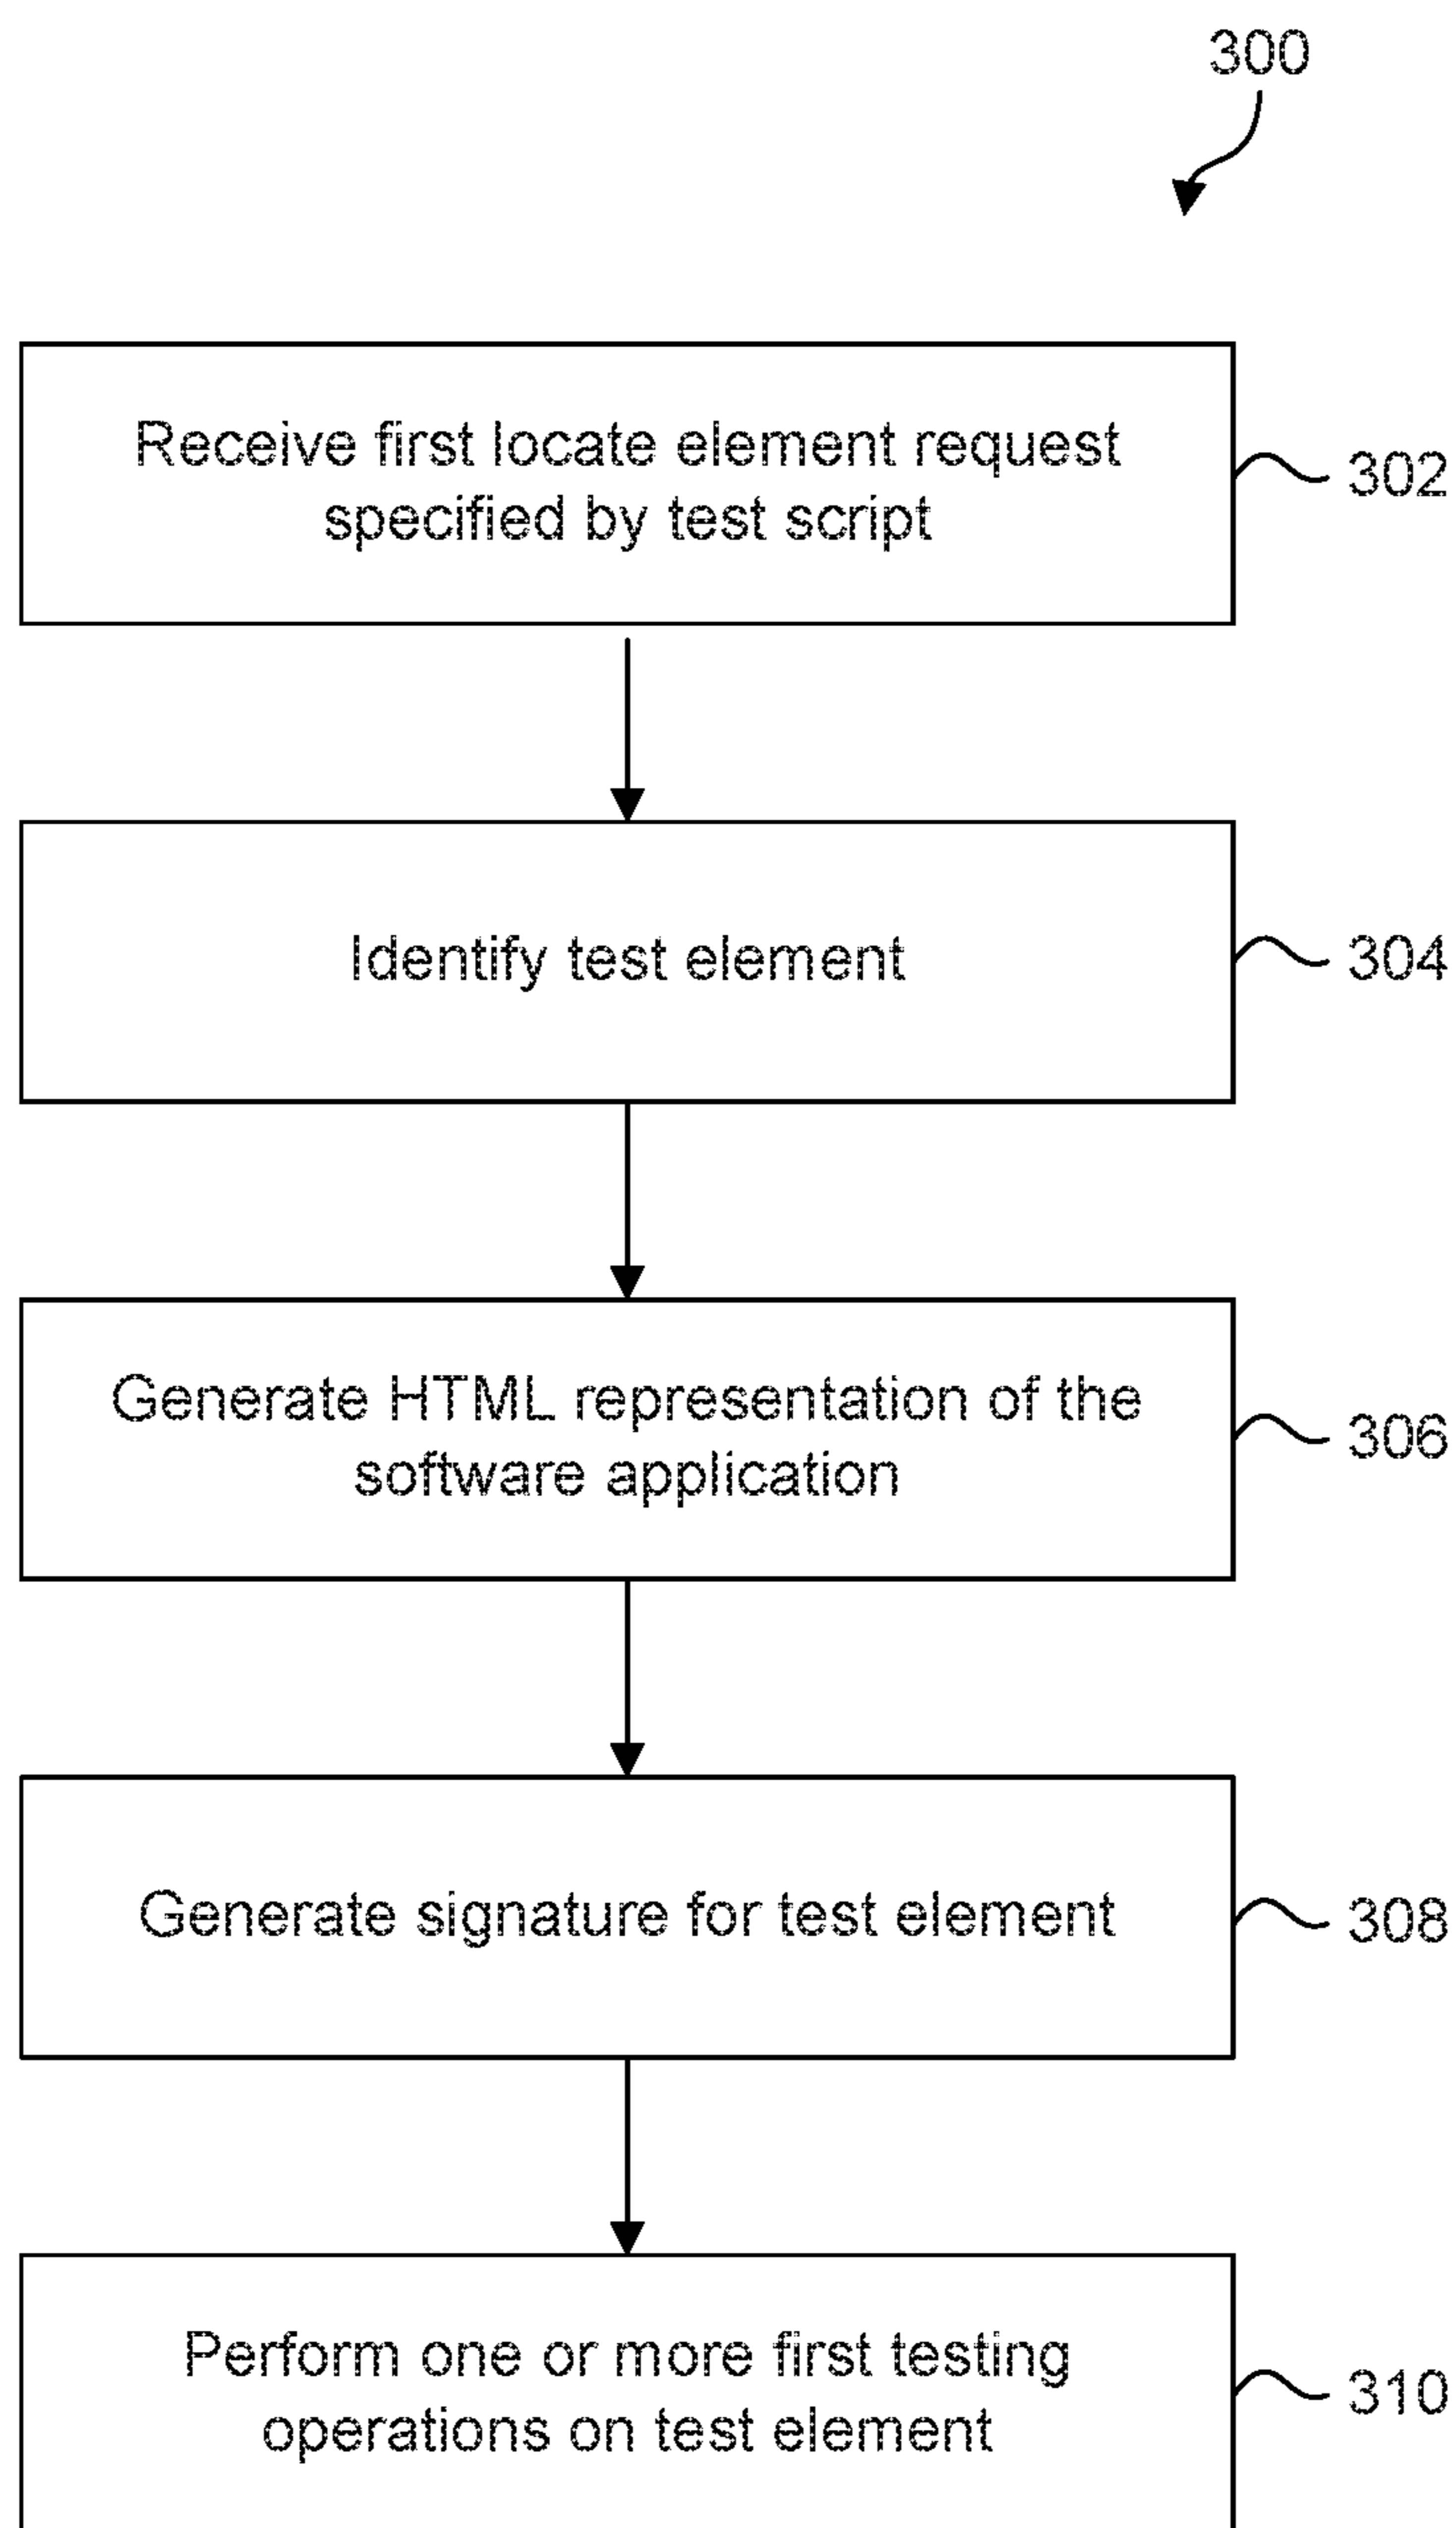 300
Receive first locate element request
specified by test script
302
Identify test element
304
Generate HTML representation of the
software application
306
Generate signature for test element
308
Perform one or more first testing
operations on test element
310